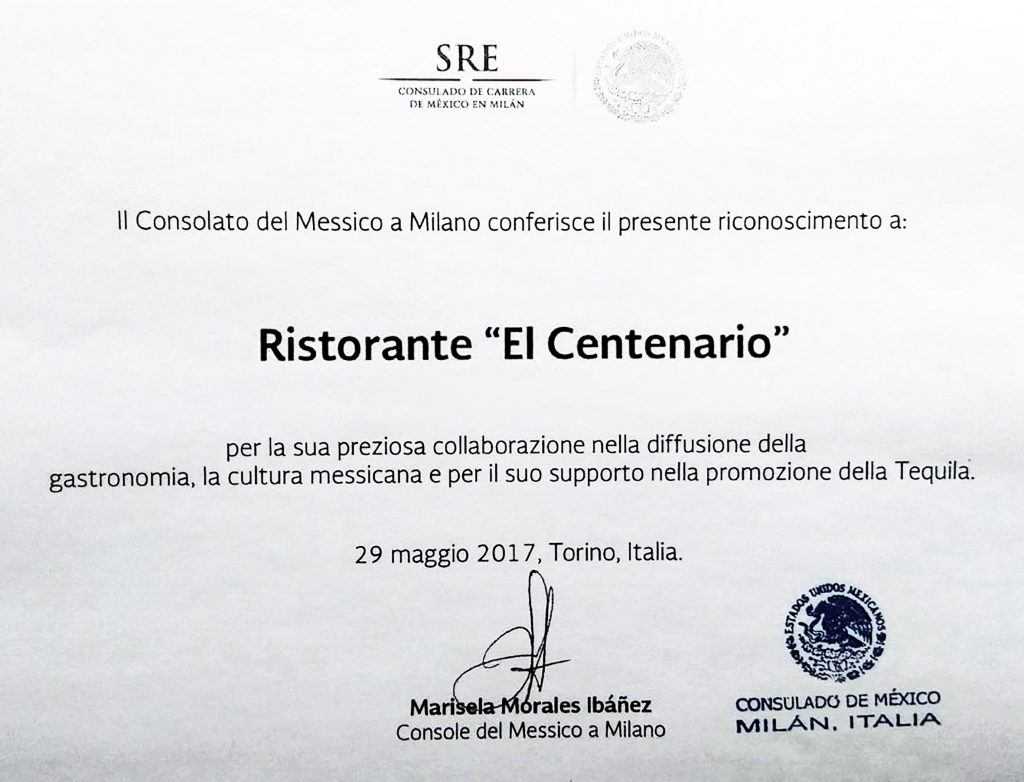 SRE
CONSULADO DE CARRERA
DE MÉXICO EN MILÁN
Il Consolato del Messico a Milano conferisce il presente riconoscimento a:
Ristorante “El Centenario”
per la sua preziosa collaborazione nella diffusione della
gastronomia, la cultura messicana e per il suo supporto nella promozione della Tequila.
29 maggio 2017, Torino, Italia.
Marisela Morales Ibáñez
Console del Messico a Milano
ESTADOS UNIDOS MEXICANOS
CONSULADO DE MÉXICO
MILÁN, ITALIA